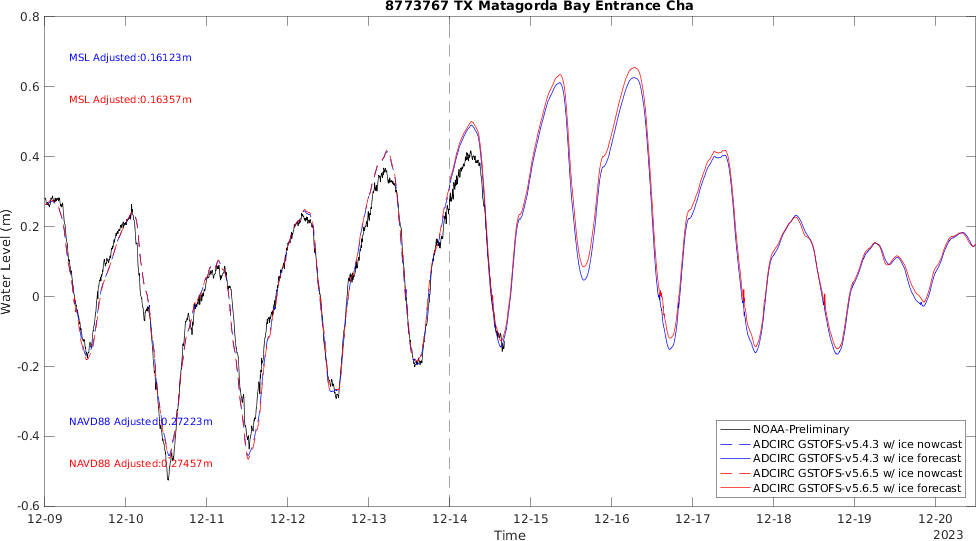 8773767 TX Matagorda Bay Entrance Cha
0.8
0.6
0.4
0.2
0
-0.2
-0.4
-0.6
Water Level (m)
MSL Adjusted:0.16123m
MSL Adjusted:0.16357m
NAVD88 Adjusted:0.27223m
NAVD88 Adjusted:0.27457m
NOAA-Preliminary
ADCIRC GSTOFS-v5.4.3 w/ ice nowcast
ADCIRC GSTOFS-v5.4.3 w/ ice forecast
ADCIRC GSTOFS-v5.6.5 w/ ice nowcast
ADCIRC GSTOFS-v5.6.5 w/ ice forecast
12-09 12-10 12-11 12-12 12-13 12-14 12-15 12-16 12-17 12-18 12-19 12-20
Time
2023